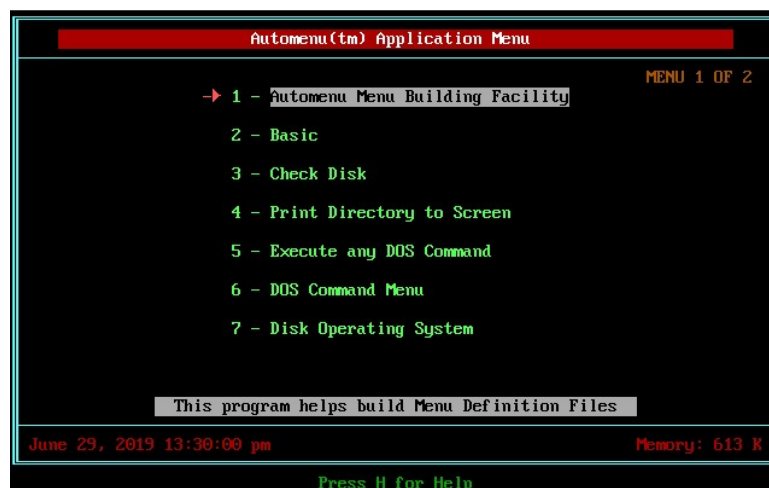 Automenu(tm) Application Menu
MENU 1 OF 2
1 - Automenu Menu Building Facility
2 - Basic
3 - Check Disk
4 - Print Directory to Screen
5 - Execute any DOS Command
6 - DOS Command Menu
7 - Disk Operating System
This program helps build Menu Definition Files
June 29, 2019 13:30:00 pm Memory: 613 K
Press H for Help